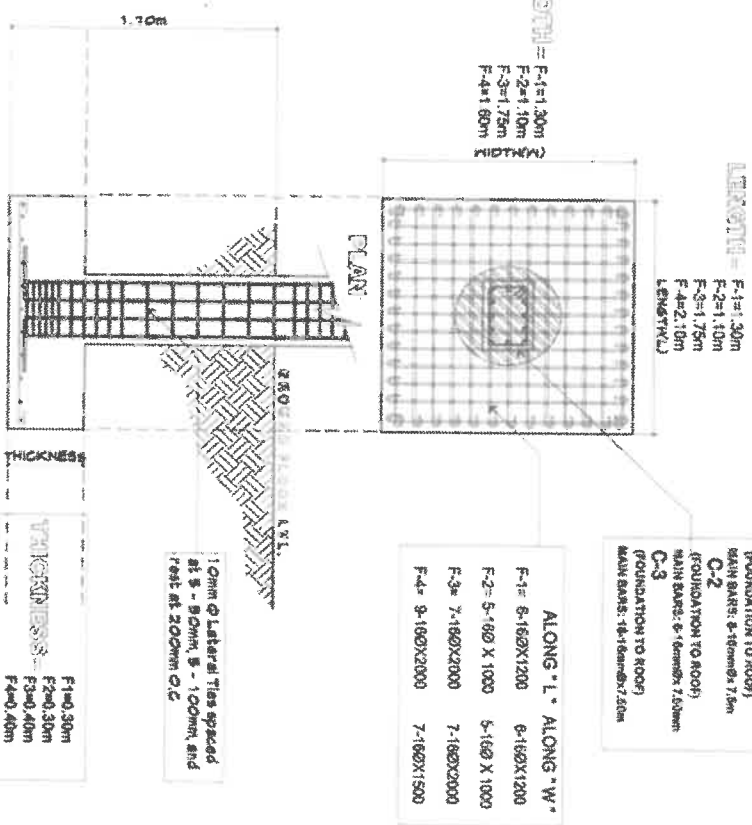 1.70m
F-1=1.30m
F-2=1.10m
F-3=1.75m
F-4=1.60m
WIDTH(W)
LENGTH =
F-1=1.30m
F-2=1.10m
F-3=1.75m
F-4=2.10m
LENGTH(L)
PLAN
(FOUNDATION TO ROOF)
C-2
(FOUNDATION TO ROOF)
C-3
(FOUNDATION TO ROOF)
ALONG "L" ALONG "W"
F-1= 6-16ØX1200 6-16ØX1200
F-2= 5-16Ø X 1000 5-16Ø X 1000
F-3= 7-16ØX2000 7-16ØX2000
F-4= 9-16ØX2000 7-16ØX1500
GROUND FLOOR LVL.
10mm Ø Lateral Ties spaced
at 5 - 50mm, 5 - 100mm, and
rest at 200mm O.C
THICKNESS
THICKNESS=
F1=0.30m
F2=0.30m
F3=0.40m
F4=0.40m